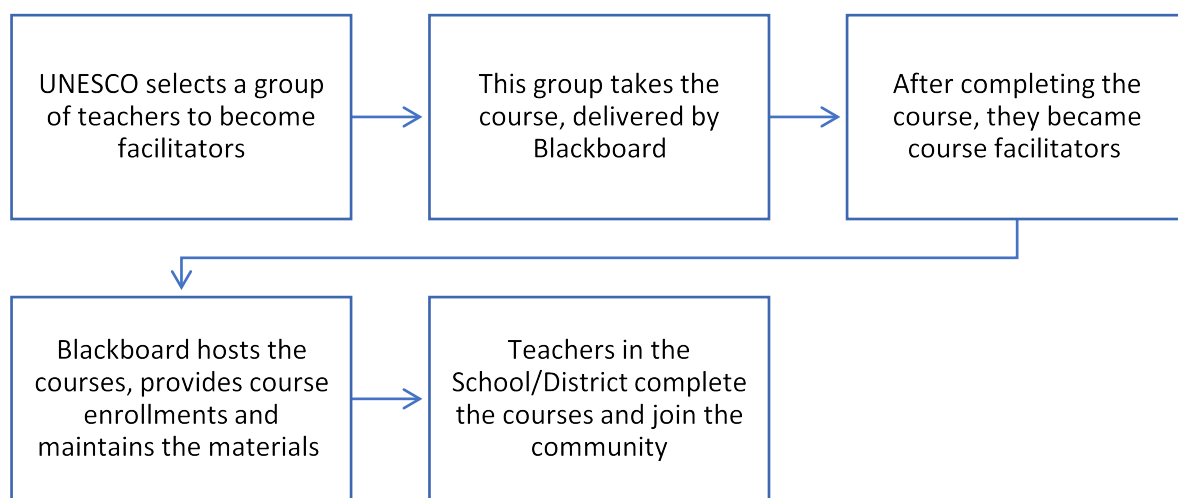 UNESCO selects a group
of teachers to become
facilitators
This group takes the
course, delivered by
Blackboard
After completing the
course, they became
course facilitators
Blackboard hosts the
courses, provides course
enrollments and
maintains the materials
Teachers in the
School/District complete
the courses and join the
community